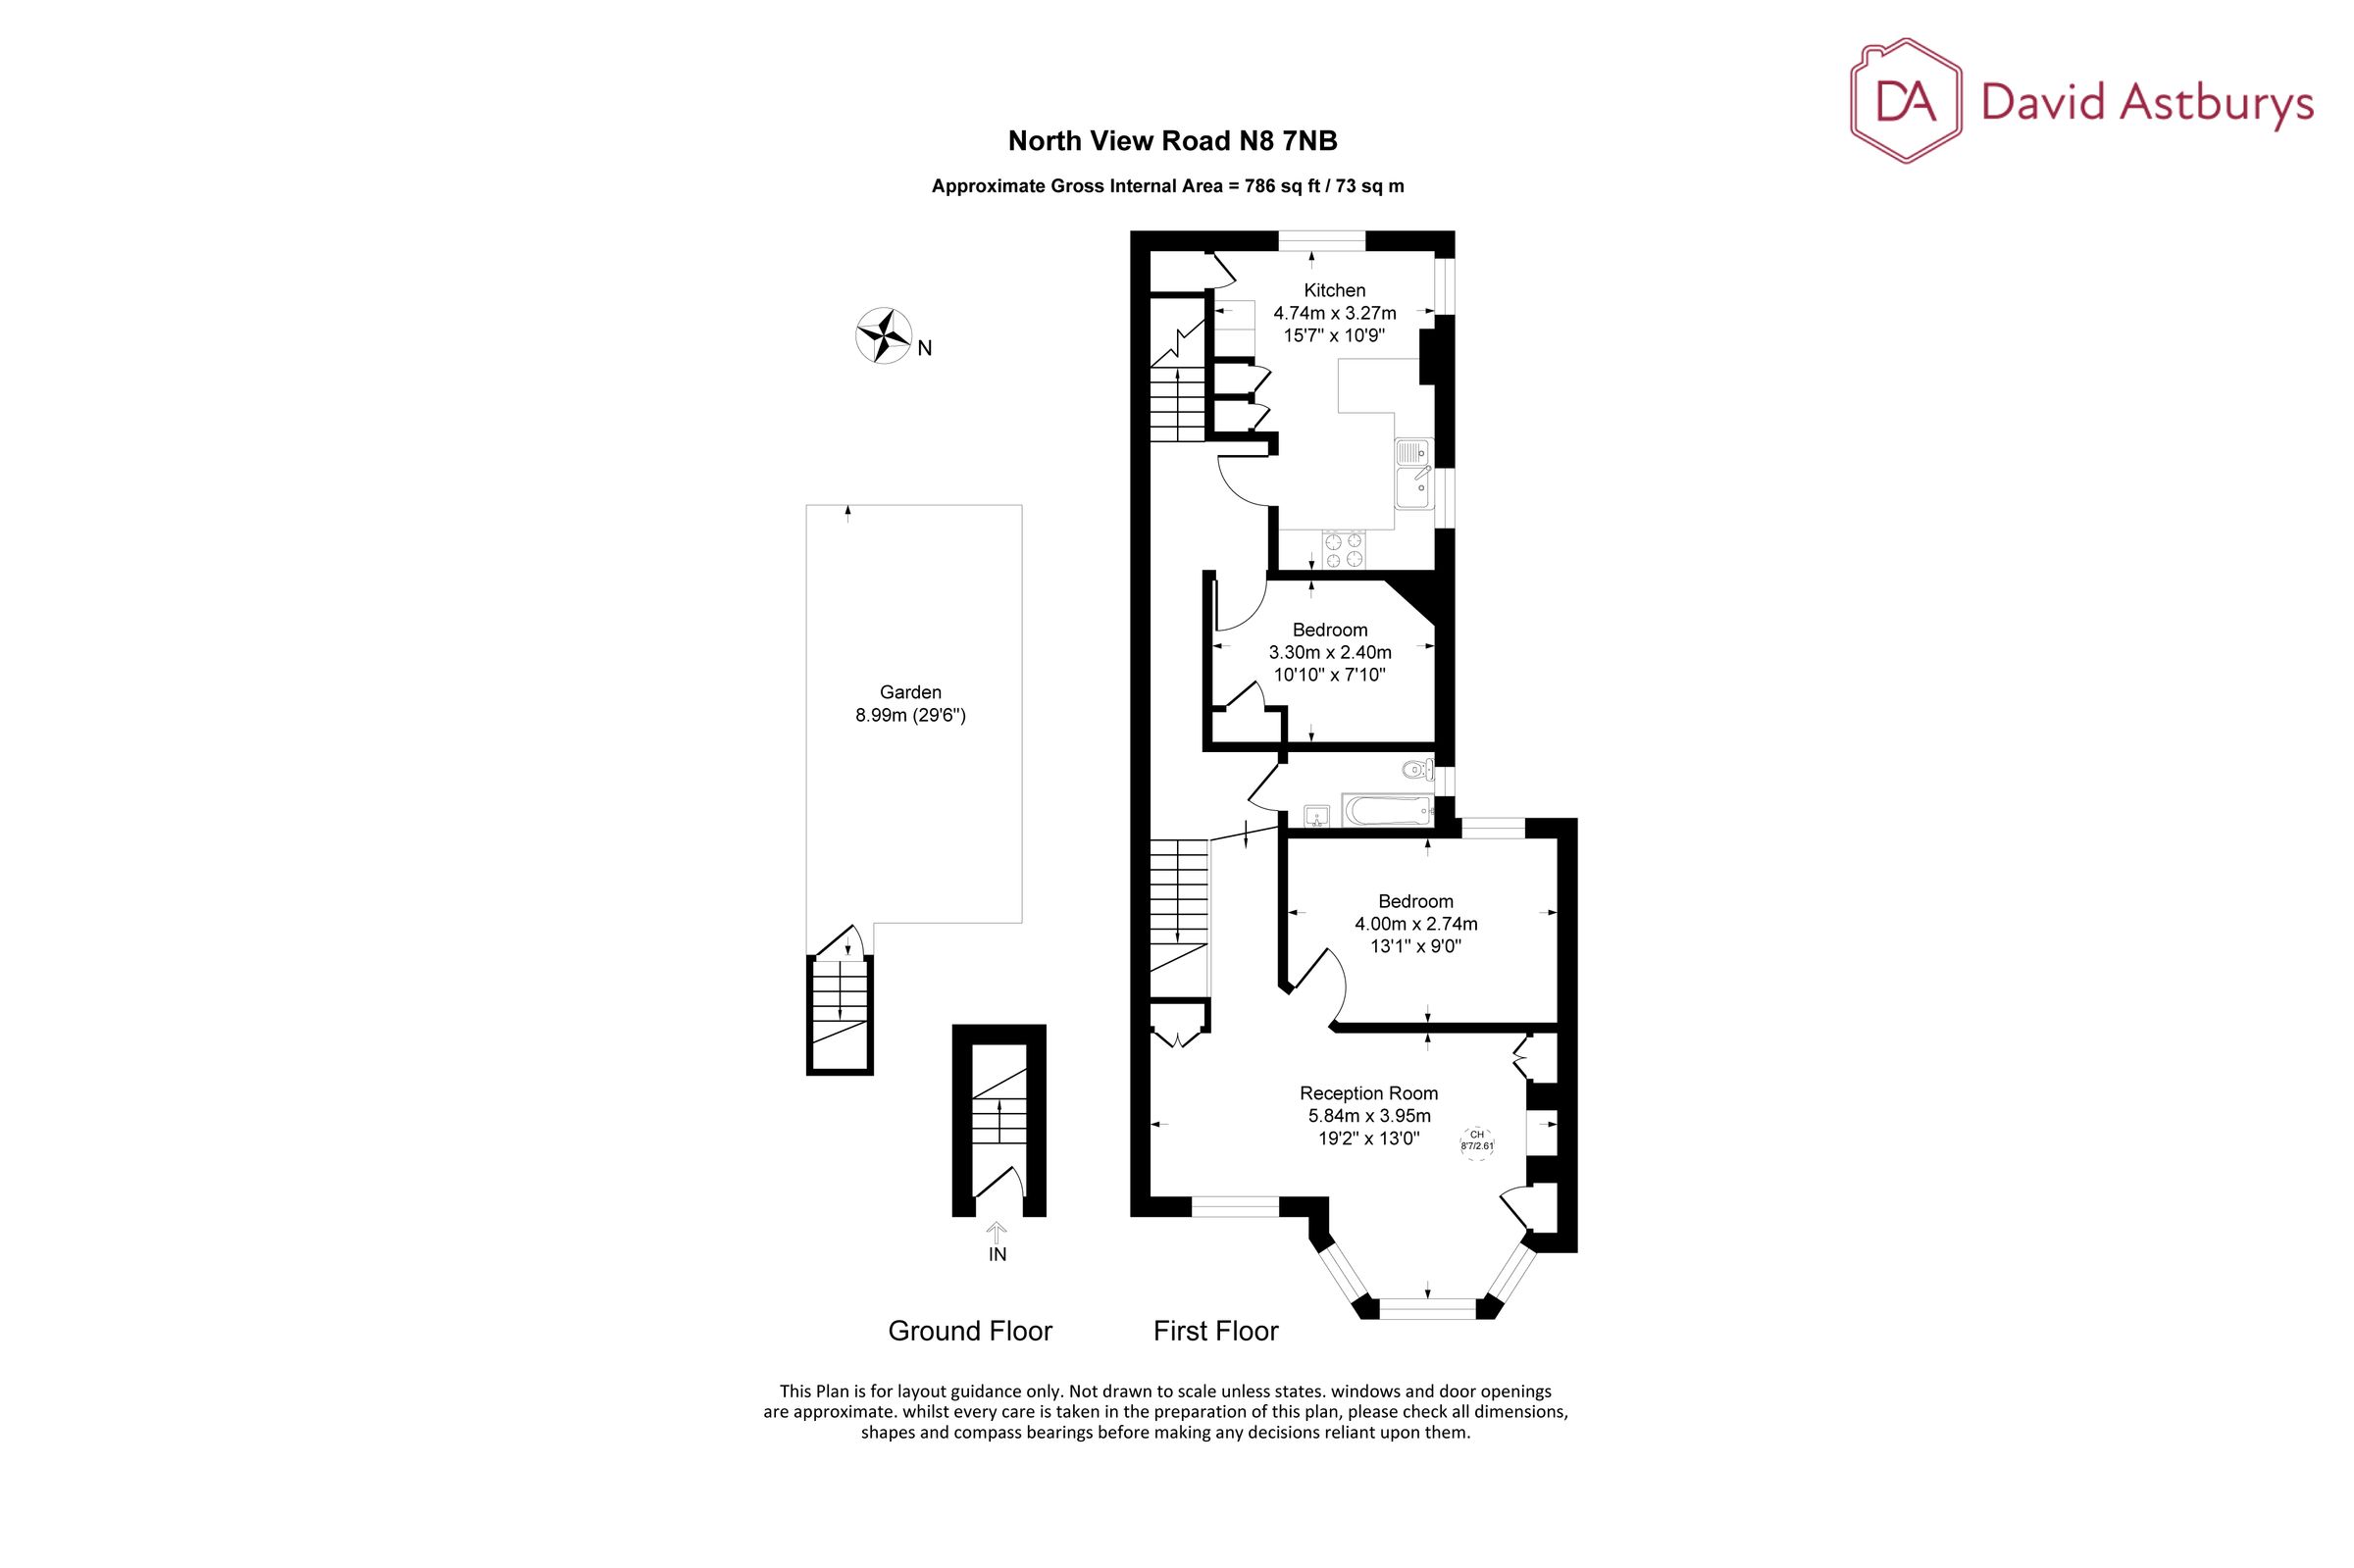 DA David Astburys
North View Road N8 7NB
Approximate Gross Internal Area = 786 sq ft / 73 sq m
N
Kitchen
4.74m x 3.27m
15'7" x 10'9"
Bedroom
3.30m x 2.40m
10'10" x 7'10"
Garden
8.99m (29'6")
Bedroom
4.00m x 2.74m
13'1" x 9'0"
Reception Room
5.84m x 3.95m
19'2" x 13'0"
CH
8'7/2.61
IN
Ground Floor
First Floor
This Plan is for layout guidance only. Not drawn to scale unless states. windows and door openings
are approximate. whilst every care is taken in the preparation of this plan, please check all dimensions,
shapes and compass bearings before making any decisions reliant upon them.